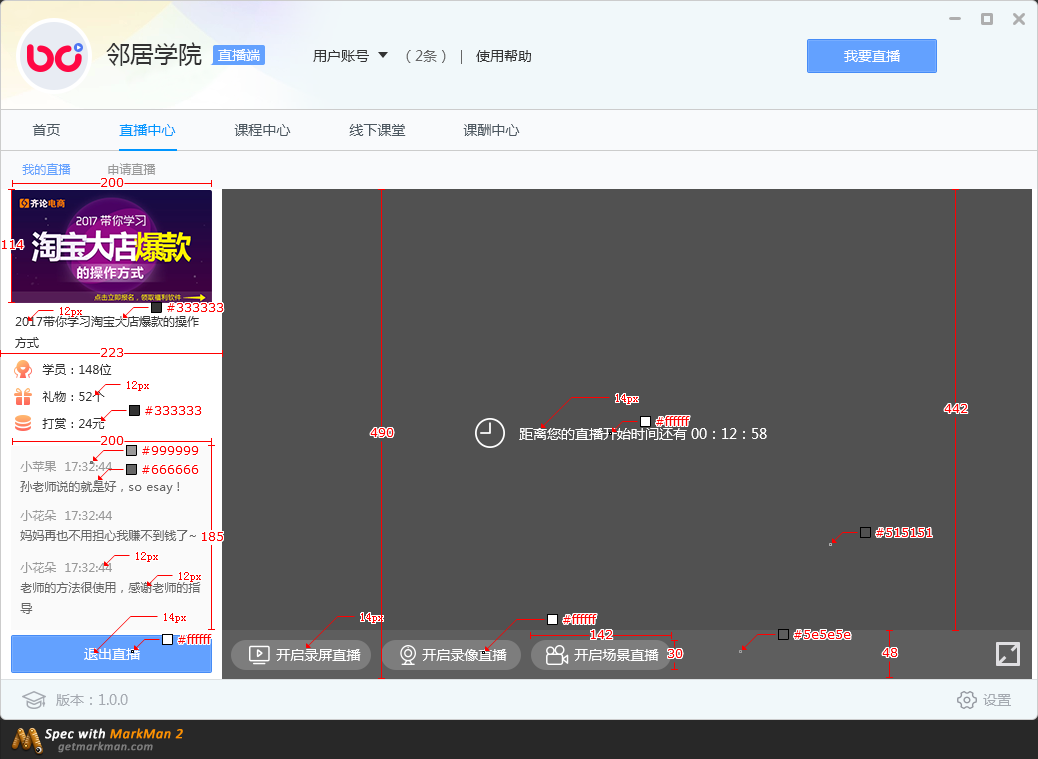 邻居学院 直播端
用户账号 （2条） | 使用帮助
我要直播
首页 直播中心 课程中心 线下课堂 课酬中心
我的直播 申请直播
200
齐论电商
2017 带你学习
淘宝大店爆款
的操作方式
点击立即报名，领取福利软件
114
12px
#333333
2017带你学习淘宝大店爆款的操作
方式
223
学员：148位
12px
礼物：52个
#333333
打赏：24元
200
#999999
小苹果 17:32:44
#666666
孙老师说的就是好，so esay！
小花朵 17:32:44
妈妈再也不用担心我赚不到钱了~
185
12px
小花朵 17:32:44
12px
老师的方法很使用，感谢老师的指
导
14px
#ffffff
退出直播
14px
#ffffff
490
442
距离您的直播开始时间还有 00：12：58
#515151
14px
#ffffff
142
#5e5e5e
开启录屏直播
开启录像直播
开启场景直播
30
48
版本：1.0.0
设置
Spec with MarkMan 2
getmarkman.com